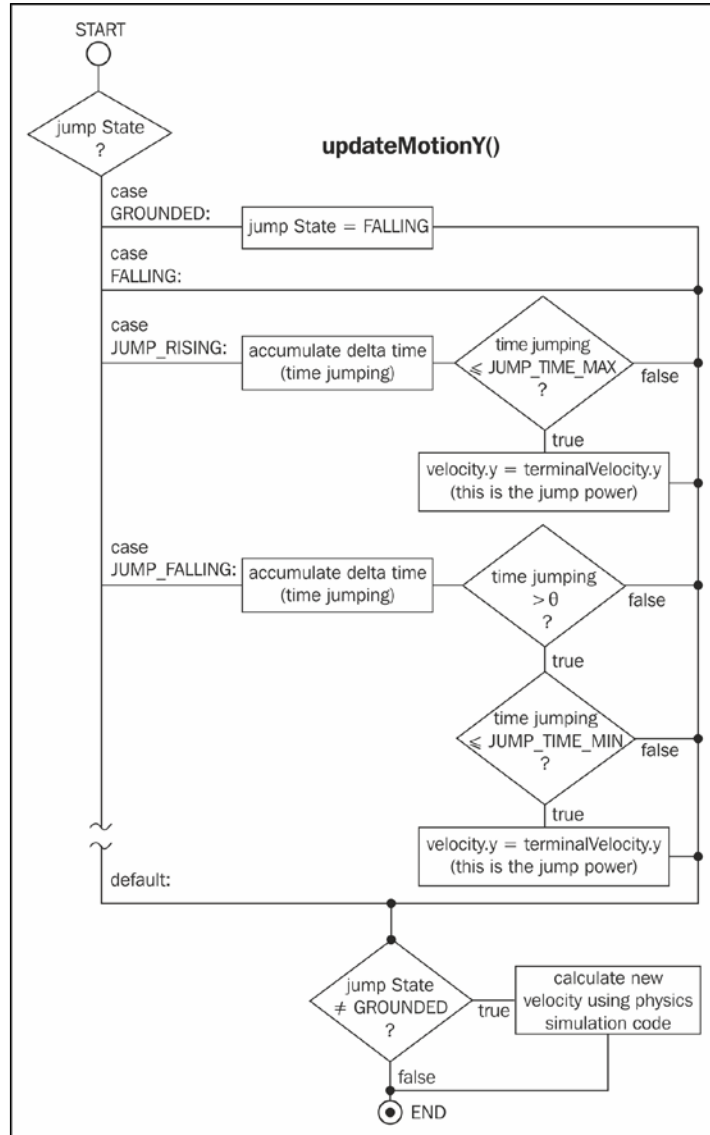 START
jump State
?
updateMotionY()
case
GROUNDED:
jump State = FALLING
case
FALLING:
case
JUMP_RISING:
accumulate delta time
(time jumping)
time jumping
⩽ JUMP_TIME_MAX
?
false
true
velocity.y = terminalVelocity.y
(this is the jump power)
case
JUMP_FALLING:
accumulate delta time
(time jumping)
time jumping
>0
?
false
true
time jumping
⩽ JUMP_TIME_MIN
?
false
true
velocity.y = terminalVelocity.y
(this is the jump power)
default:
jump State
≠ GROUNDED
?
true
calculate new
velocity using physics
simulation code
false
END